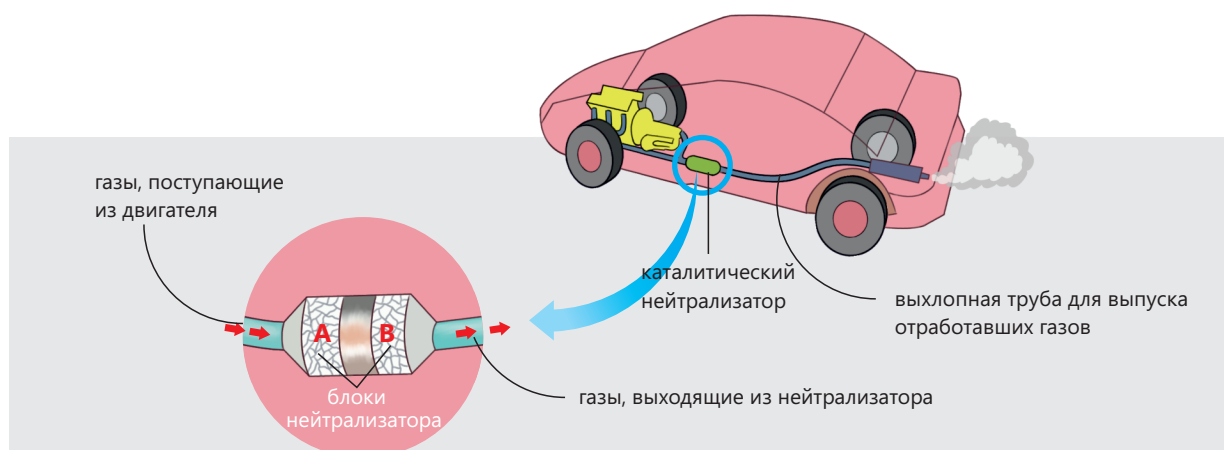 газы, поступающие
из двигателя
каталитический
нейтрализатор
выхлопная труба для выпуска
отработавших газов
A
B
блоки
нейтрализатора
газы, выходящие из нейтрализатора